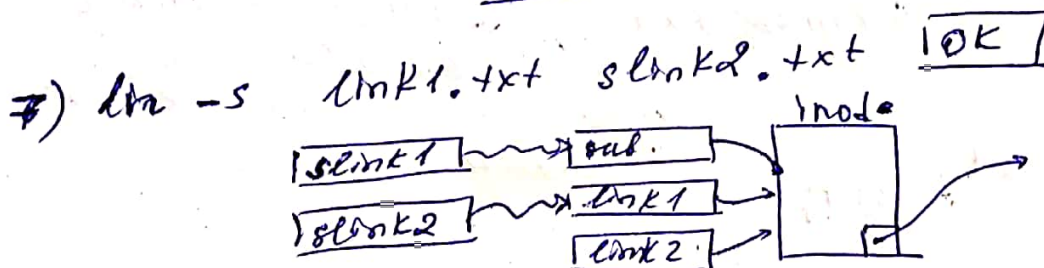 7) ln -s link1.txt slink2.txt OK
inode
slink1 sub.
slink2 link1
link2